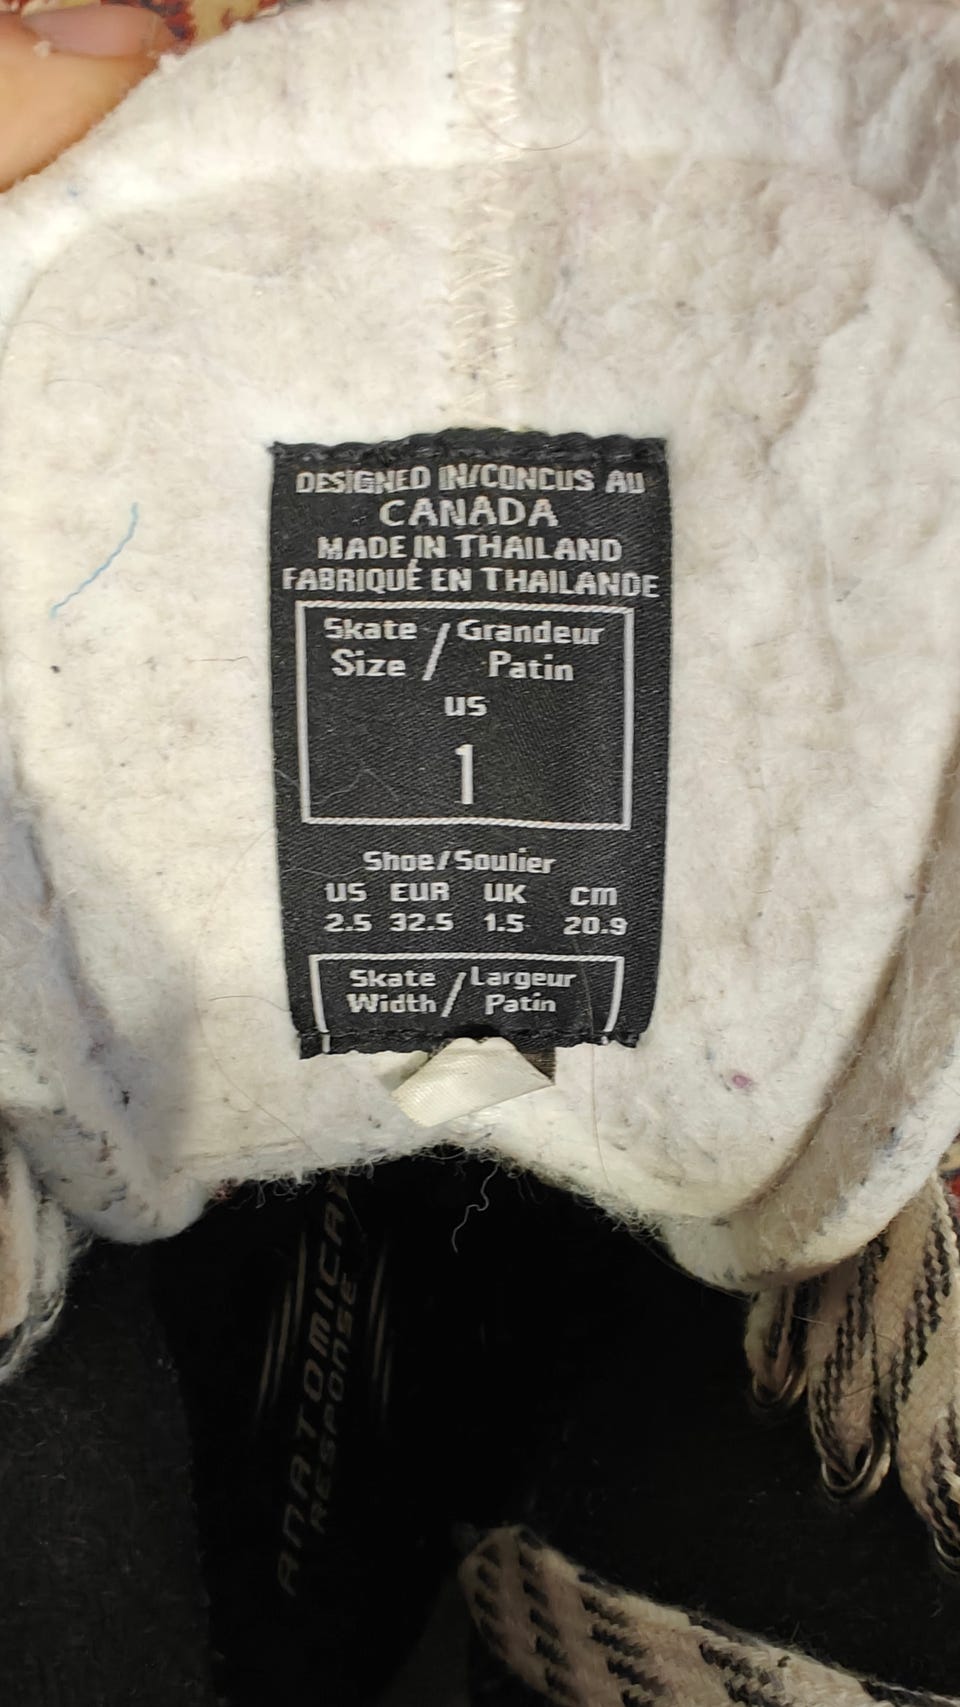 DESIGNED IN/CONCUS AU
CANADA
MADE IN THAILAND
FABRIQUÉ EN THAILANDE
Skate / Grandeur
Size / Patin
US
1
Shoe/Soulier
US EUR UK cm
2.5 32.5 1.5 20.9
Skate / Largeur
Width / Patin
ANATOMICAL
RESPONSE